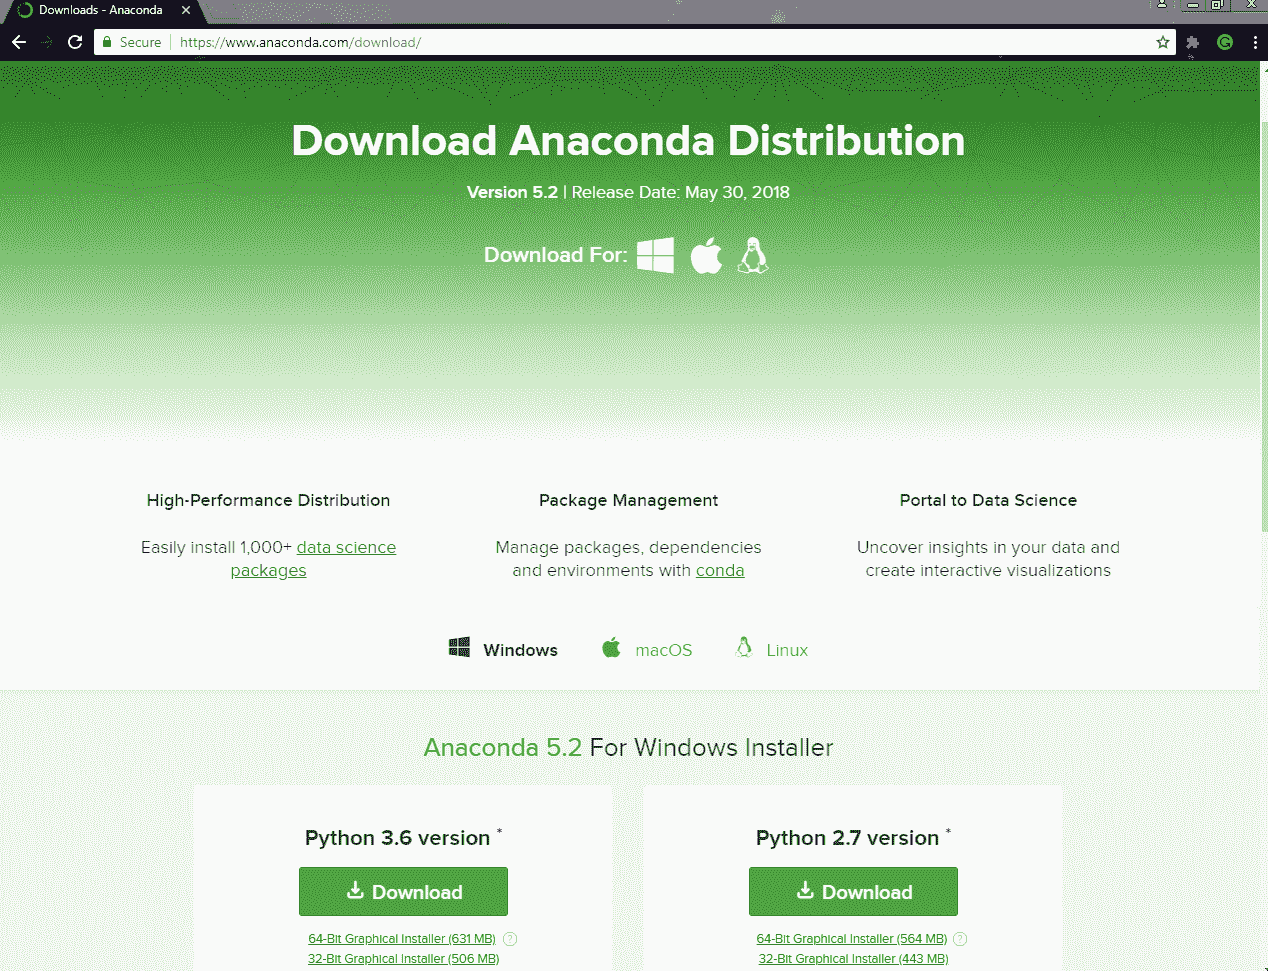 Downloads - Anaconda
Secure https://www.anaconda.com/download/
Download Anaconda Distribution
Version 5.2 | Release Date: May 30, 2018
Download For:
High-Performance Distribution
Easily install 1,000+ data science
packages
Package Management
Manage packages, dependencies
and environments with conda
Portal to Data Science
Uncover insights in your data and
create interactive visualizations
Windows macOS Linux
Anaconda 5.2 For Windows Installer
Python 3.6 version *
Download
64-Bit Graphical Installer (631 MB) ?
32-Bit Graphical Installer (506 MB)
Python 2.7 version *
Download
64-Bit Graphical Installer (564 MB) ?
32-Bit Graphical Installer (443 MB)